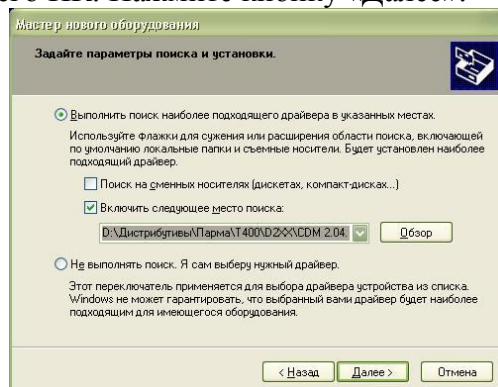 Нажмите кнопку «Далее».
Мастер нового оборудования
Задайте параметры поиска и установки.
Выполнить поиск наиболее подходящего драйвера в указанных местах.
Используйте флажки для сужения или расширения области поиска, включающей
по умолчанию локальные папки и съемные носители. Будет установлен наиболее
подходящий драйвер.
Поиск на сменных носителях (дискетах, компакт-дисках...)
Включить следующее место поиска:
D:\Дистрибутивы\Парма\T400\D2XX\CDM 2.04.
Обзор
Не выполнять поиск. Я сам выберу нужный драйвер.
Этот переключатель применяется для выбора драйвера устройства из списка.
Windows не может гарантировать, что выбранный вами драйвер будет наиболее
подходящим для имеющегося оборудования.
< Назад
Далее >
Отмена